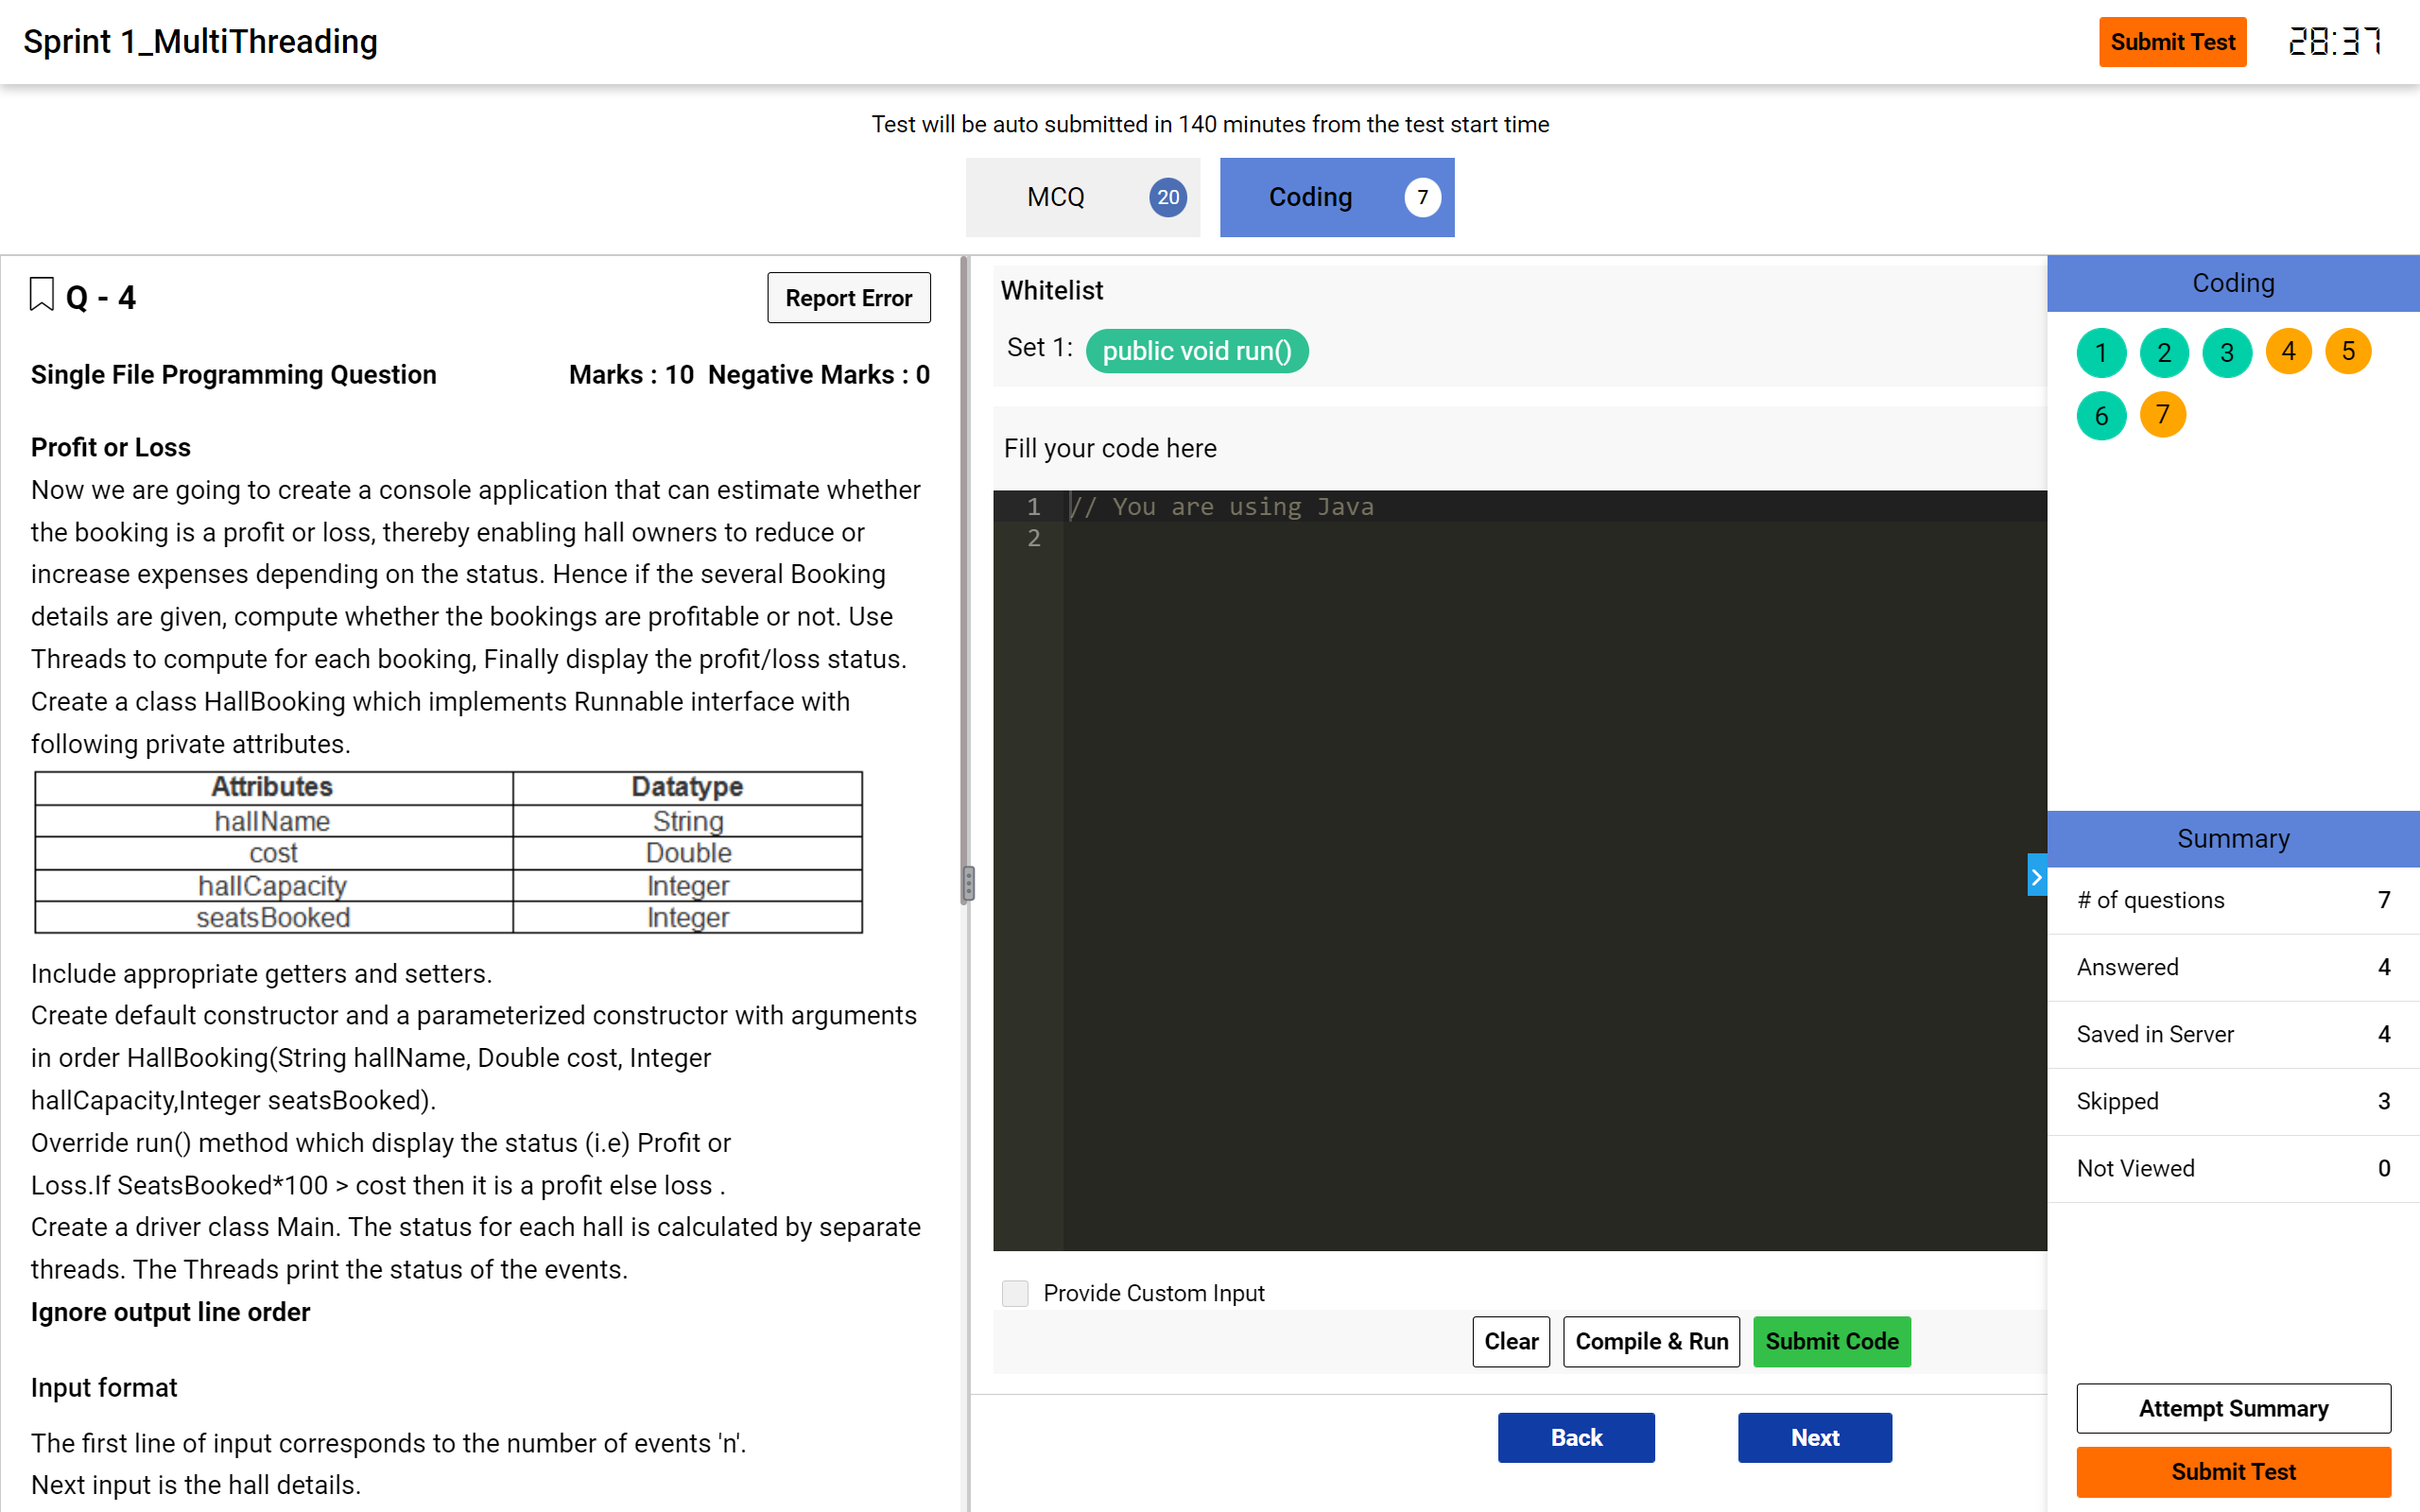 Sprint 1_MultiThreading
Submit Test
28:37
Test will be auto submitted in 140 minutes from the test start time
MCQ 20
Coding 7
Q - 4
Report Error
Single File Programming Question
Marks : 10 Negative Marks : 0
Profit or Loss
Now we are going to create a console application that can estimate whether
the booking is a profit or loss, thereby enabling hall owners to reduce or
increase expenses depending on the status. Hence if the several Booking
details are given, compute whether the bookings are profitable or not. Use
Threads to compute for each booking, Finally display the profit/loss status.
Create a class HallBooking which implements Runnable interface with
following private attributes.
Attributes Datatype
hallName String
cost Double
hallCapacity Integer
seatsBooked Integer
Include appropriate getters and setters.
Create default constructor and a parameterized constructor with arguments
in order HallBooking(String hallName, Double cost, Integer
hallCapacity,Integer seatsBooked).
Override run() method which display the status (i.e) Profit or
Loss.If SeatsBooked*100 > cost then it is a profit else loss .
Create a driver class Main. The status for each hall is calculated by separate
threads. The Threads print the status of the events.
Ignore output line order
Input format
The first line of input corresponds to the number of events 'n'.
Next input is the hall details.
Whitelist
Set 1: public void run()
Fill your code here
1 // You are using Java
2
Provide Custom Input
Clear
Compile & Run
Submit Code
Back
Next
Coding
1 2 3 4 5
6 7
Summary
# of questions 7
Answered 4
Saved in Server 4
Skipped 3
Not Viewed 0
Attempt Summary
Submit Test